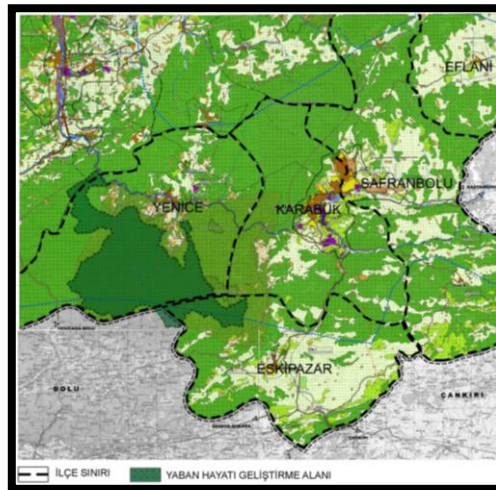 EFLANİ
SAFRANBOLU
YENİCE
KARABÜK
ESKİPAZAR
BOLU
ÇANKIRI
İLÇE SINIRI
YABAN HAYATI GELİŞTİRME ALANI